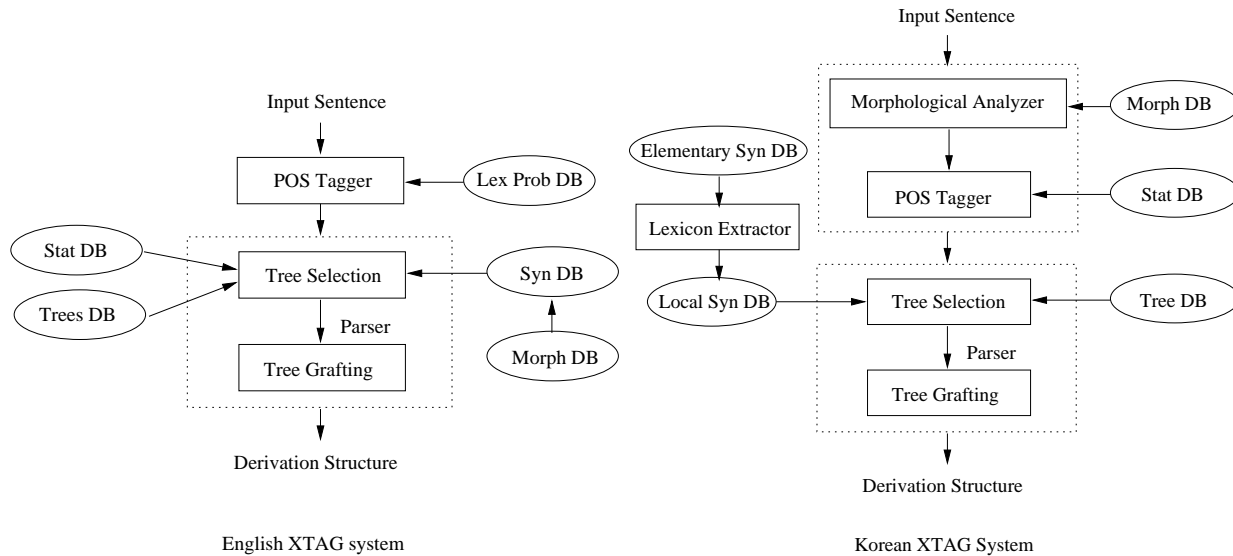 Input Sentence
POS Tagger
Lex Prob DB
Stat DB
Tree Selection
Syn DB
Trees DB
Parser
Tree Grafting
Morph DB
Derivation Structure
English XTAG system
Input Sentence
Morphological Analyzer
Morph DB
Elementary Syn DB
POS Tagger
Stat DB
Lexicon Extractor
Local Syn DB
Tree Selection
Tree DB
Parser
Tree Grafting
Derivation Structure
Korean XTAG System